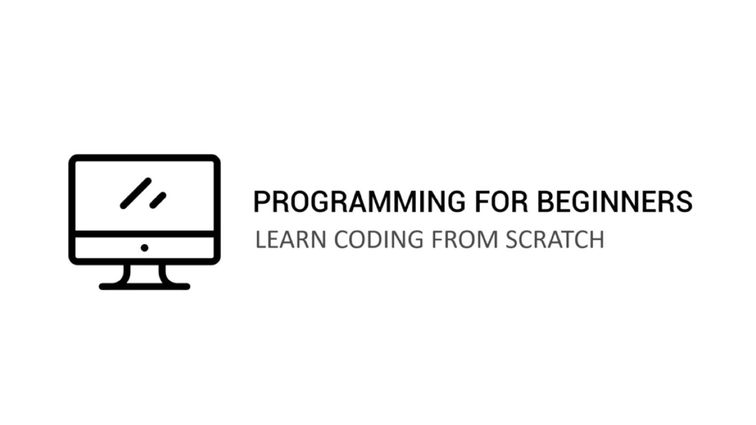 PROGRAMMING FOR BEGINNERS
LEARN CODING FROM SCRATCH